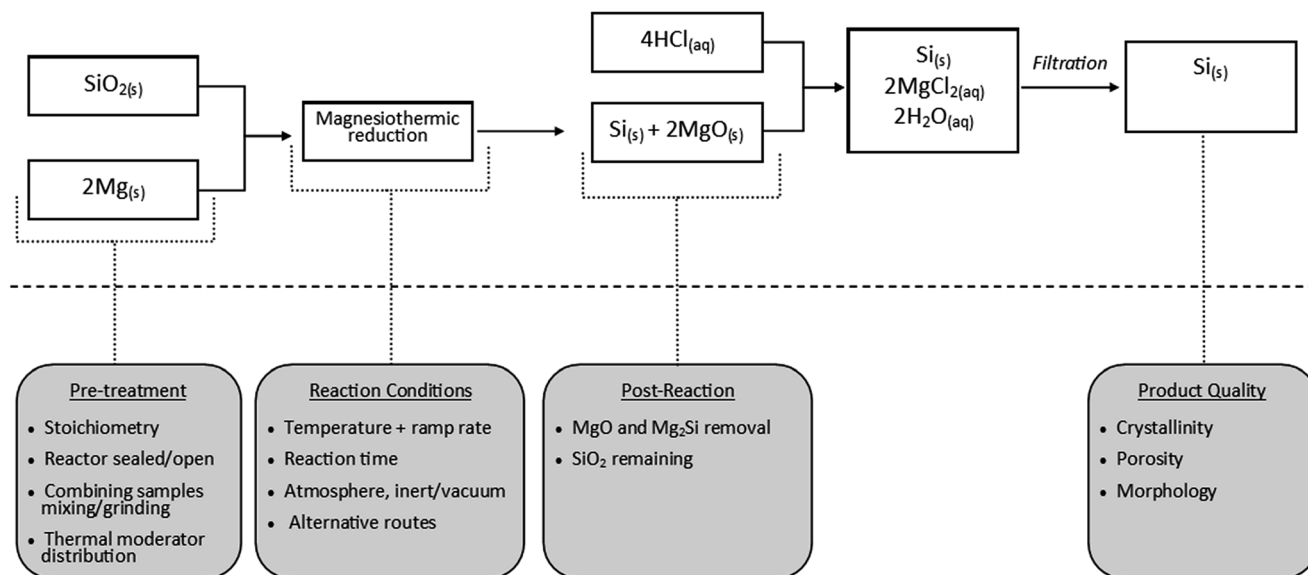 SiO₂₍s₎
2Mg₍s₎
Magnesiothermic
reduction
4HCl₍aq₎
Si₍s₎ + 2MgO₍s₎
Si₍s₎
2MgCl₂₍aq₎
2H₂O₍aq₎
Filtration
Si₍s₎
Pre-treatment
• Stoichiometry
• Reactor sealed/open
• Combining samples
mixing/grinding
• Thermal moderator
distribution
Reaction Conditions
• Temperature + ramp rate
• Reaction time
• Atmosphere, inert/vacuum
• Alternative routes
Post-Reaction
• MgO and Mg₂Si removal
• SiO₂ remaining
Product Quality
• Crystallinity
• Porosity
• Morphology